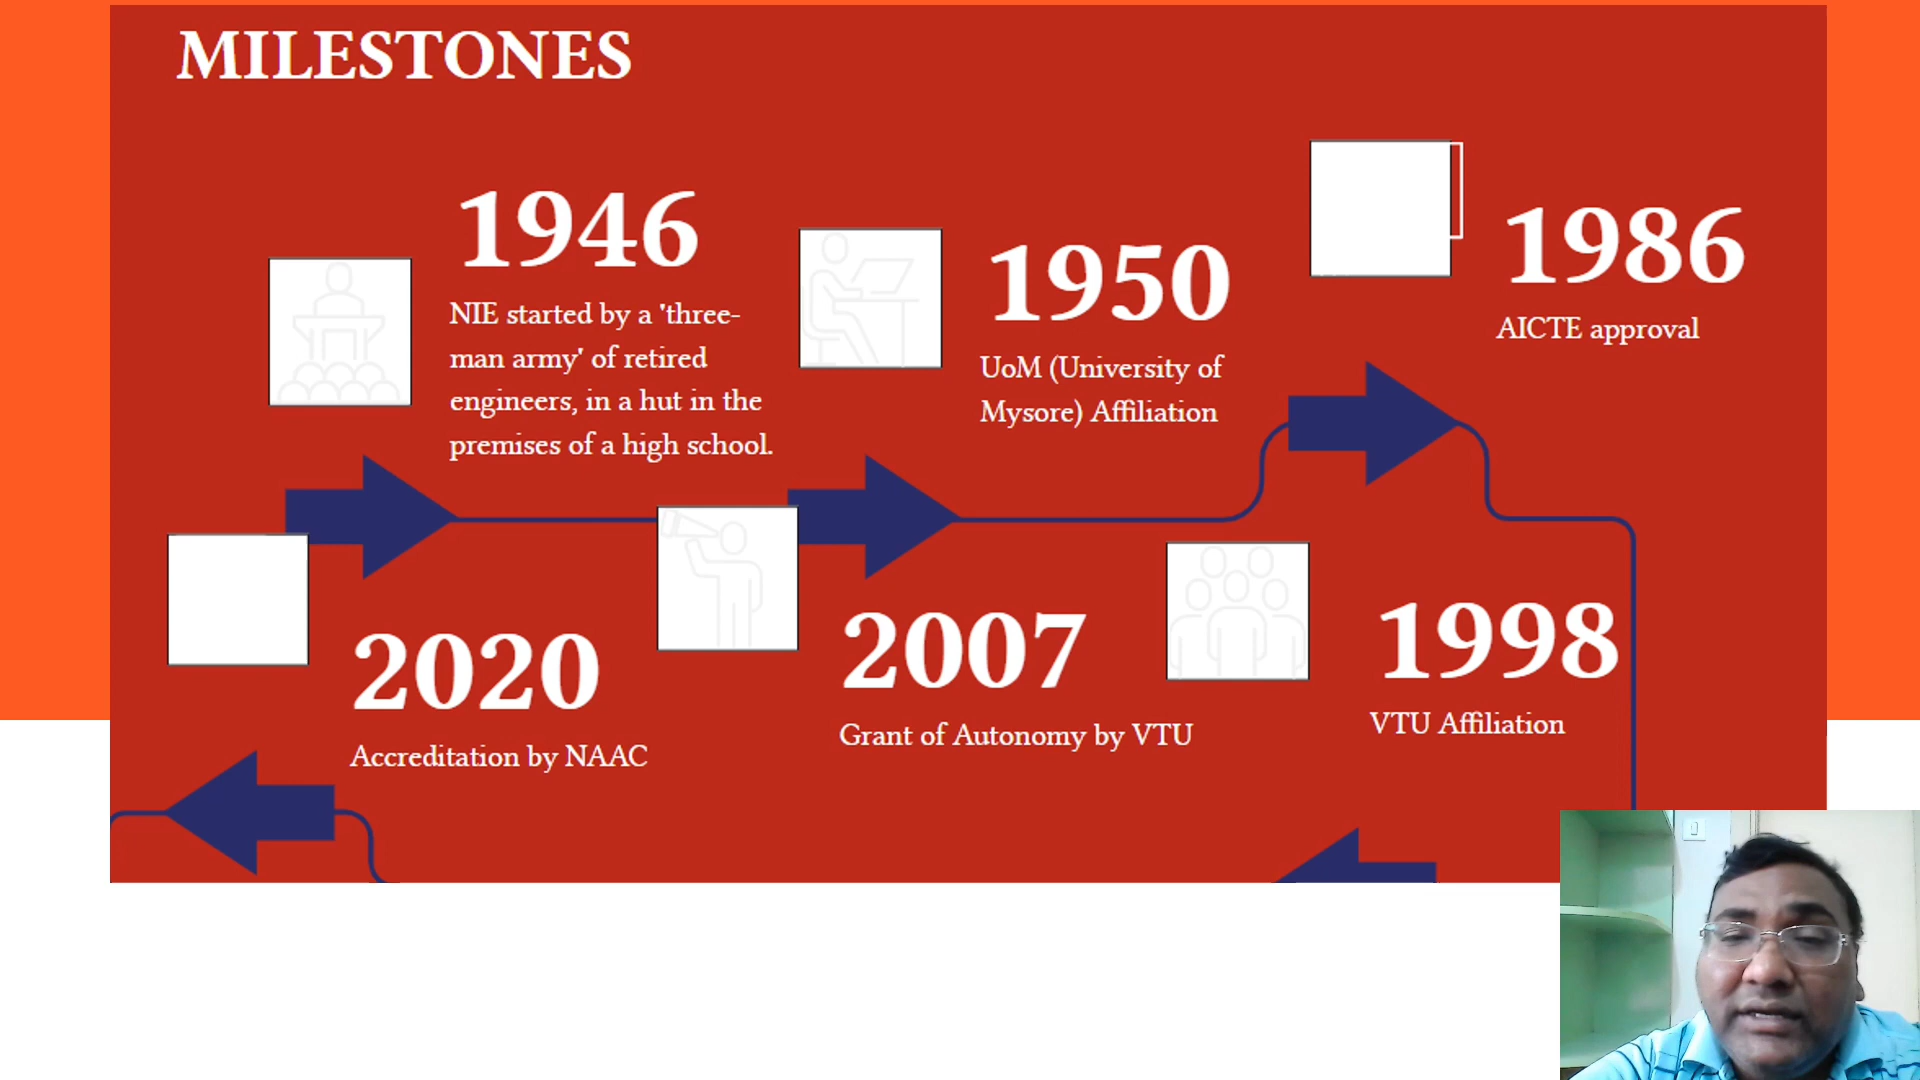 MILESTONES
1946
NIE started by a 'three-
man army' of retired
engineers, in a hut in the
premises of a high school.
1950
UoM (University of
Mysore) Affiliation
1986
AICTE approval
2020
Accreditation by NAAC
2007
Grant of Autonomy by VTU
1998
VTU Affiliation